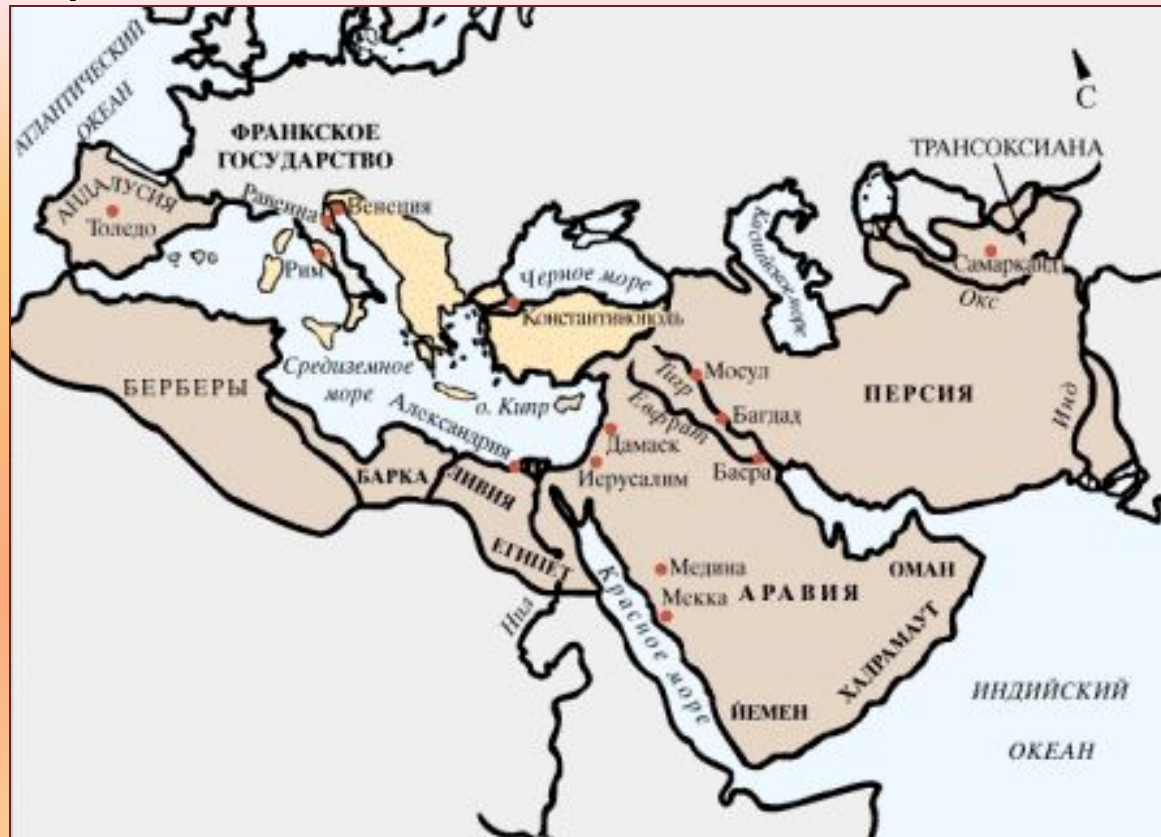 АТЛАНТИЧЕСКИЙ
ОКЕАН
ФРАНКСКОЕ
ГОСУДАРСТВО
С
ТРАНСОКСИАНА
АНДАЛУСИЯ
Толедо
Равенна
Венеция
Рим
Черное море
Каспийское море
Самарканд
Окс
Константинополь
Средиземное
море
о. Кипр
БЕРБЕРЫ
Александрия
Тигр
Мосул
Евфрат
Багдад
ПЕРСИЯ
Инд
Дамаск
Иерусалим
Басра
БАРКА
ЛИВИЯ
ЕГИПЕТ
Нил
Красное море
Медина
Мекка
АРАВИЯ
ОМАН
ХАЛРАМАУТ
ЙЕМЕН
ИНДИЙСКИЙ
ОКЕАН